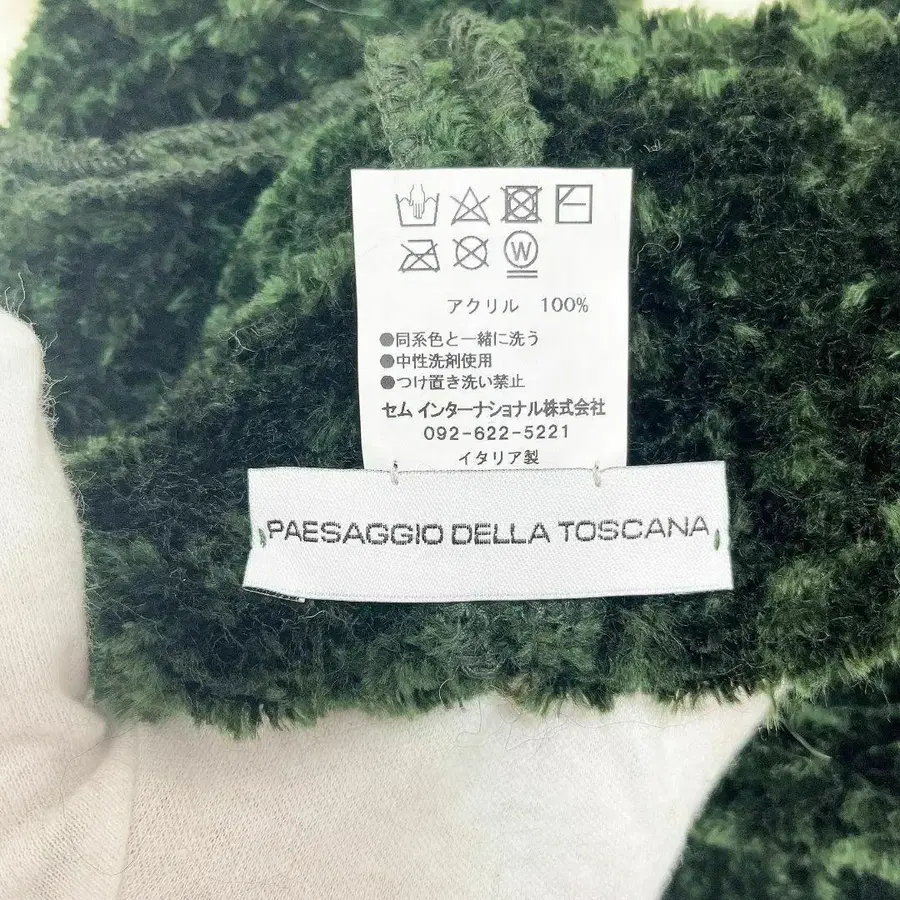 W
アクリル 100%
●同系色と一緒に洗う
●中性洗剤使用
●つけ置き洗い禁止
セム インターナショナル株式会社
092-622-5221
イタリア製
PAESAGGIO DELLA TOSCANA